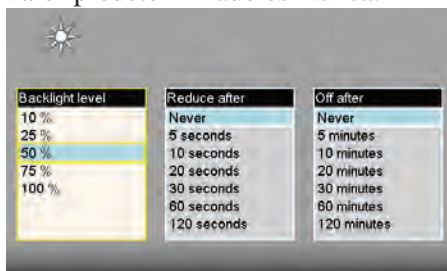 Backlight level
10 %
25 %
50 %
75 %
100 %
Reduce after
Never
5 seconds
10 seconds
20 seconds
30 seconds
60 seconds
120 seconds
Off after
Never
5 minutes
10 minutes
20 minutes
30 minutes
60 minutes
120 minutes